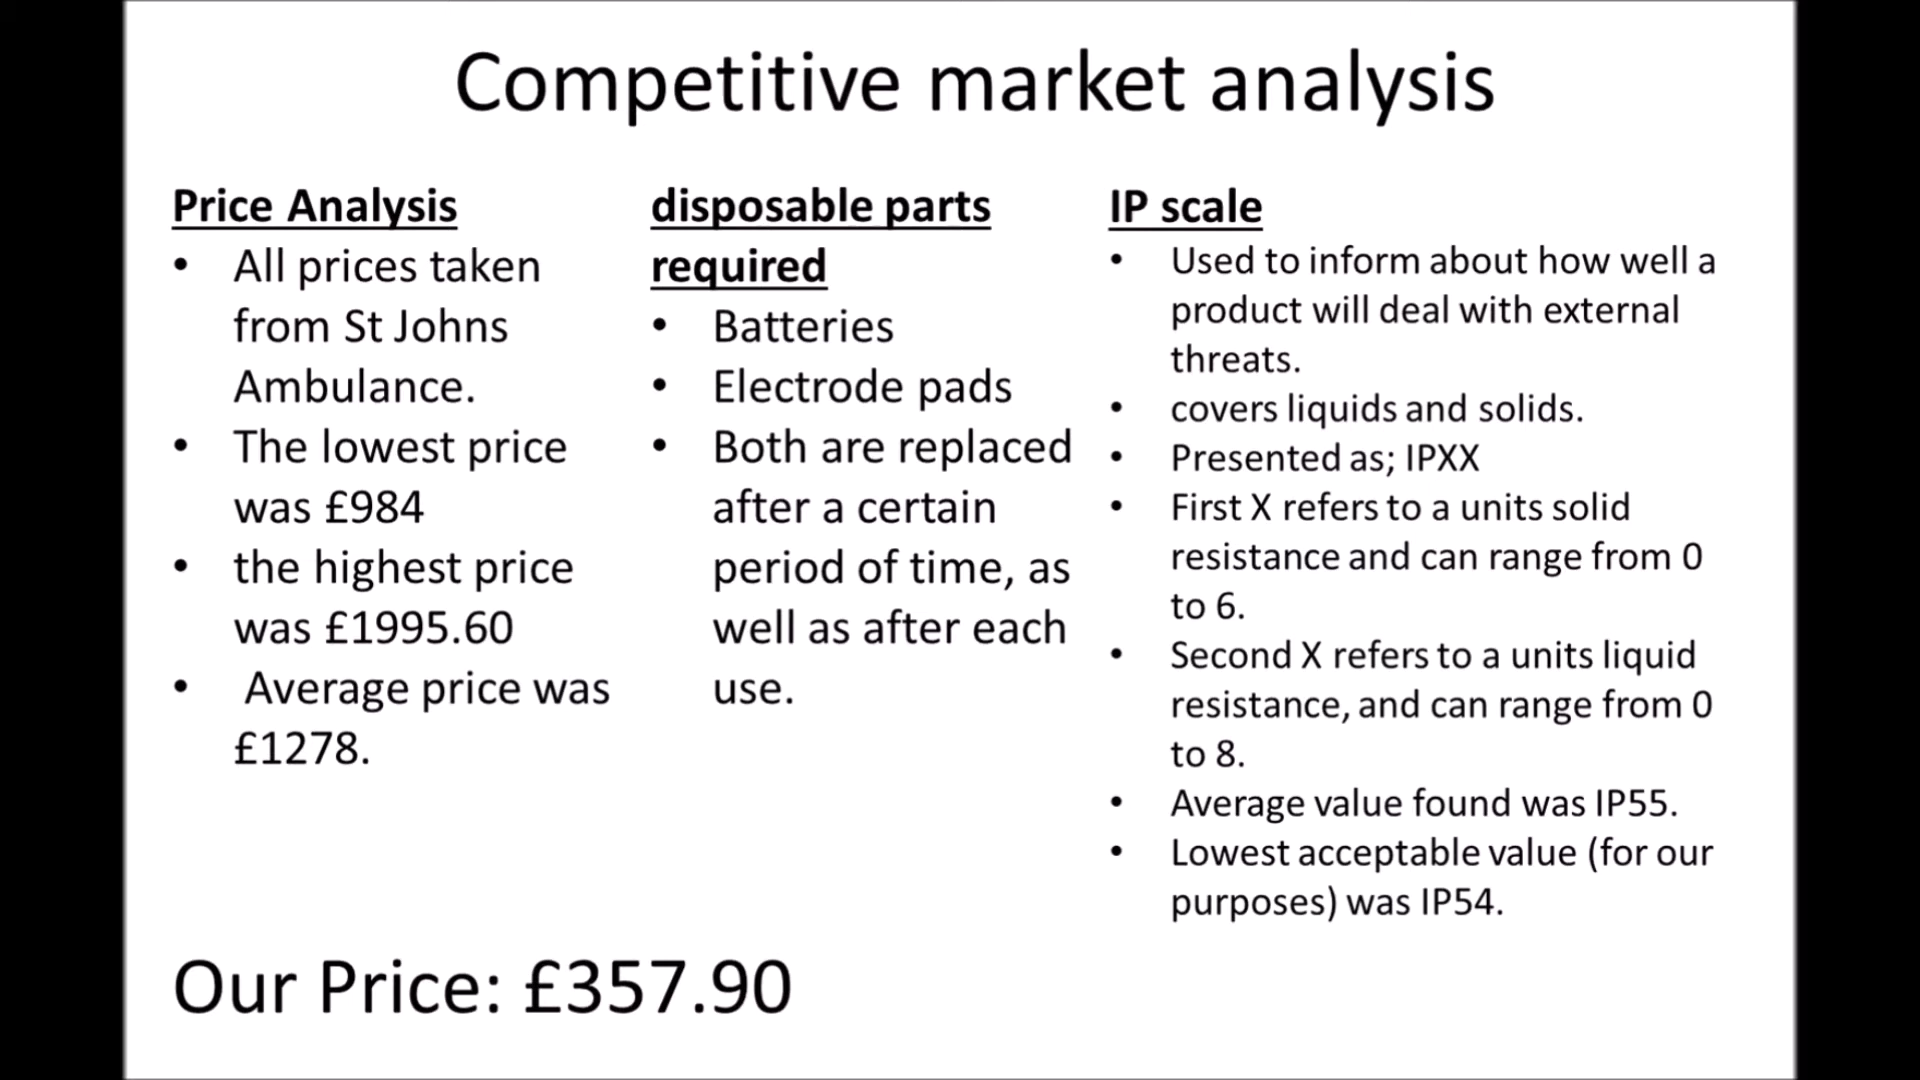 Competitive market analysis
Price Analysis
• All prices taken
from St Johns
Ambulance.
• The lowest price
was £984
• the highest price
was £1995.60
• Average price was
£1278.
disposable parts
required
• Batteries
• Electrode pads
• Both are replaced
after a certain
period of time, as
well as after each
use.
IP scale
• Used to inform about how well a
product will deal with external
threats.
• covers liquids and solids.
• Presented as; IPXX
• First X refers to a units solid
resistance and can range from 0
to 6.
• Second X refers to a units liquid
resistance, and can range from 0
to 8.
• Average value found was IP55.
• Lowest acceptable value (for our
purposes) was IP54.
Our Price: £357.90